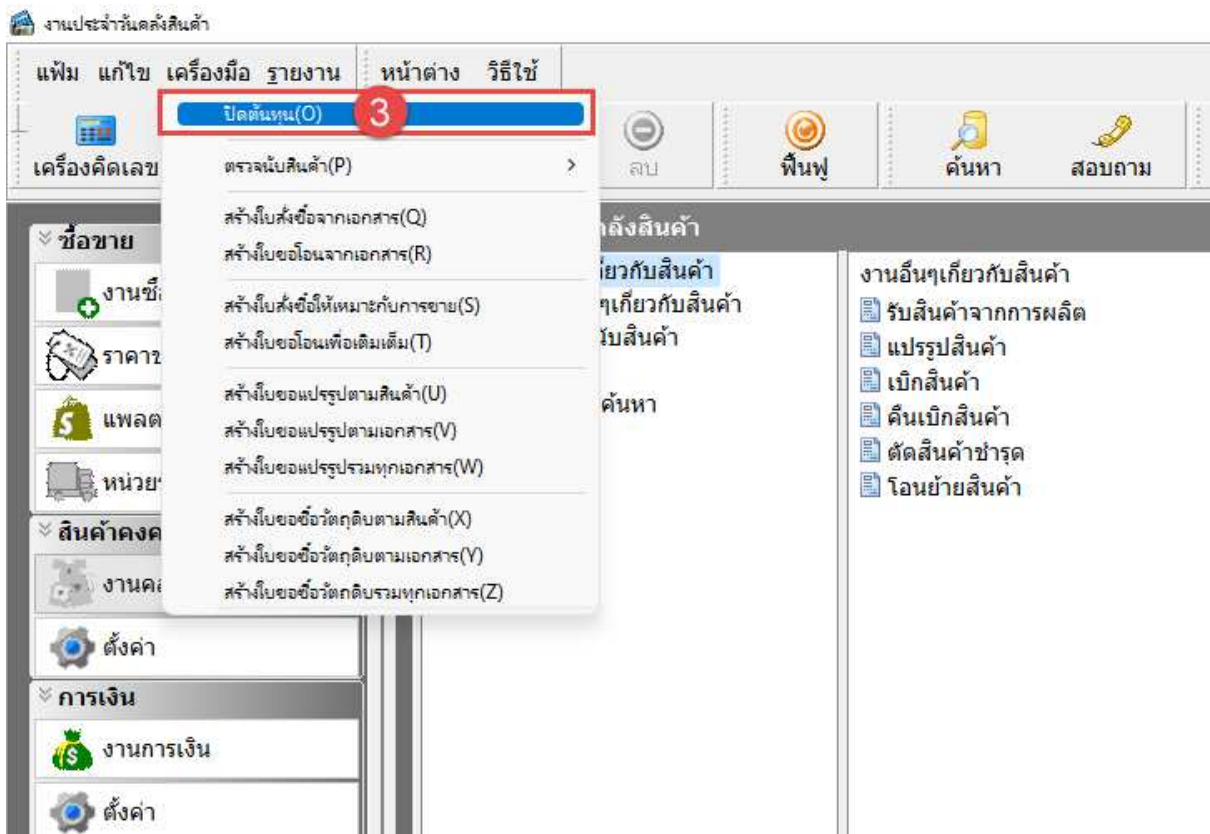 งานประจำวันคลังสินค้า
แฟ้ม แก้ไข เครื่องมือ รายงาน หน้าต่าง วิธีใช้
ปิดต้นทุน(O) 3
เครื่องคิดเลข ลบ ฟื้นฟู ค้นหา สอบถาม
ตรวจนับสินค้า(P)
สร้างใบสั่งซื้อจากเอกสาร(Q)
สร้างใบขอโอนจากเอกสาร(R)
สร้างใบสั่งซื้อให้เหมาะกับการขาย(S)
สร้างใบขอโอนเพื่อเติมเต็ม(T)
สร้างใบขอแปรรูปตามสินค้า(U)
สร้างใบขอแปรรูปตามเอกสาร(V)
สร้างใบขอแปรรูปรวมทุกเอกสาร(W)
สร้างใบขอซื้อวัตถุดิบตามสินค้า(X)
สร้างใบขอซื้อวัตถุดิบตามเอกสาร(Y)
สร้างใบขอซื้อวัตถุดิบรวมทุกเอกสาร(Z)
ซื้อขาย
สินค้าคงค
ตั้งค่า
การเงิน
งานการเงิน
ตั้งค่า
คลังสินค้า
เกี่ยวกับสินค้า
ๆเกี่ยวกับสินค้า
นับสินค้า
ค้นหา
งานอื่นๆเกี่ยวกับสินค้า
รับสินค้าจากการผลิต
แปรรูปสินค้า
เบิกสินค้า
คืนเบิกสินค้า
ตัดสินค้าชำรุด
โอนย้ายสินค้า